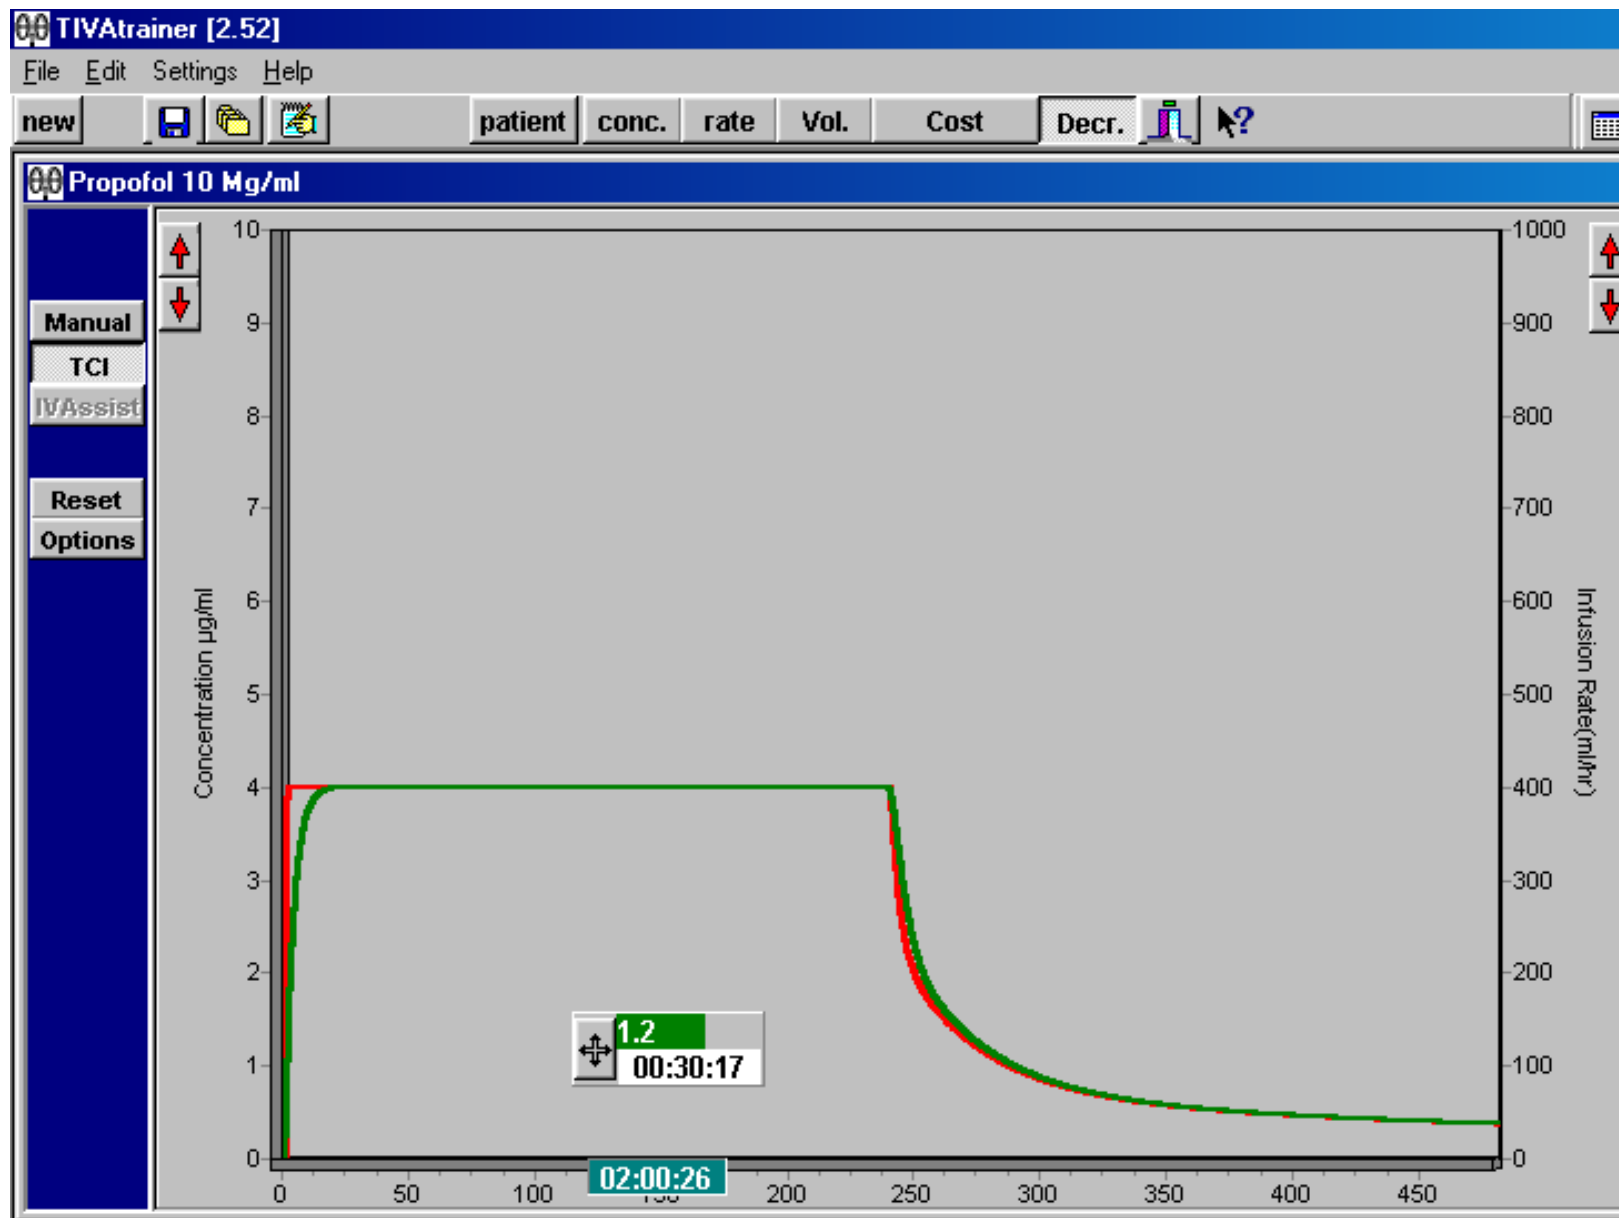 TIVAtrainer [2.52]
File Edit Settings Help
new patient conc. rate Vol. Cost Decr.
Propofol 10 Mg/ml
Manual
TCI
IVAssist
Reset
Options
Concentration µg/ml
10
9
8
7
6
5
4
3
2
1
0
1.2
00:30:17
1000
900
800
700
600
500
400
300
200
100
0
Infusion Rate(ml/hr)
02:00:26
0 50 100 200 250 300 350 400 450